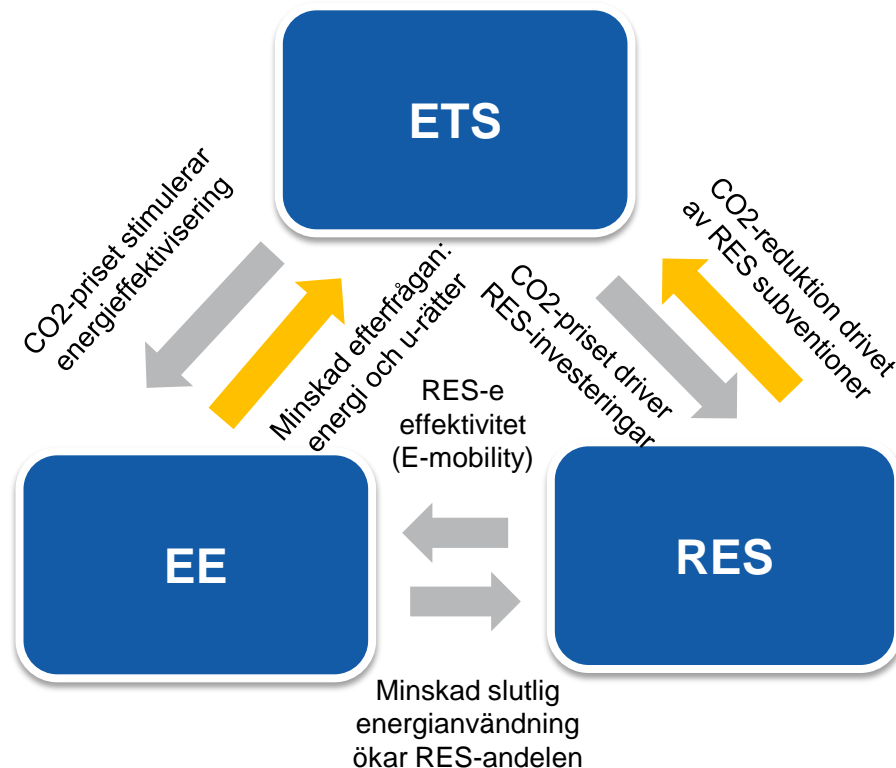 ETS
CO2-priset stimulerar
energieffektivisering
Minskad efterfrågan:
energi och u-rätter
CO2-priset driver
RES-investeringar
CO2-reduktion drivet
av RES subventioner
RES-e
effektivitet
(E-mobility)
EE
RES
Minskad slutlig
energianvändning
ökar RES-andelen